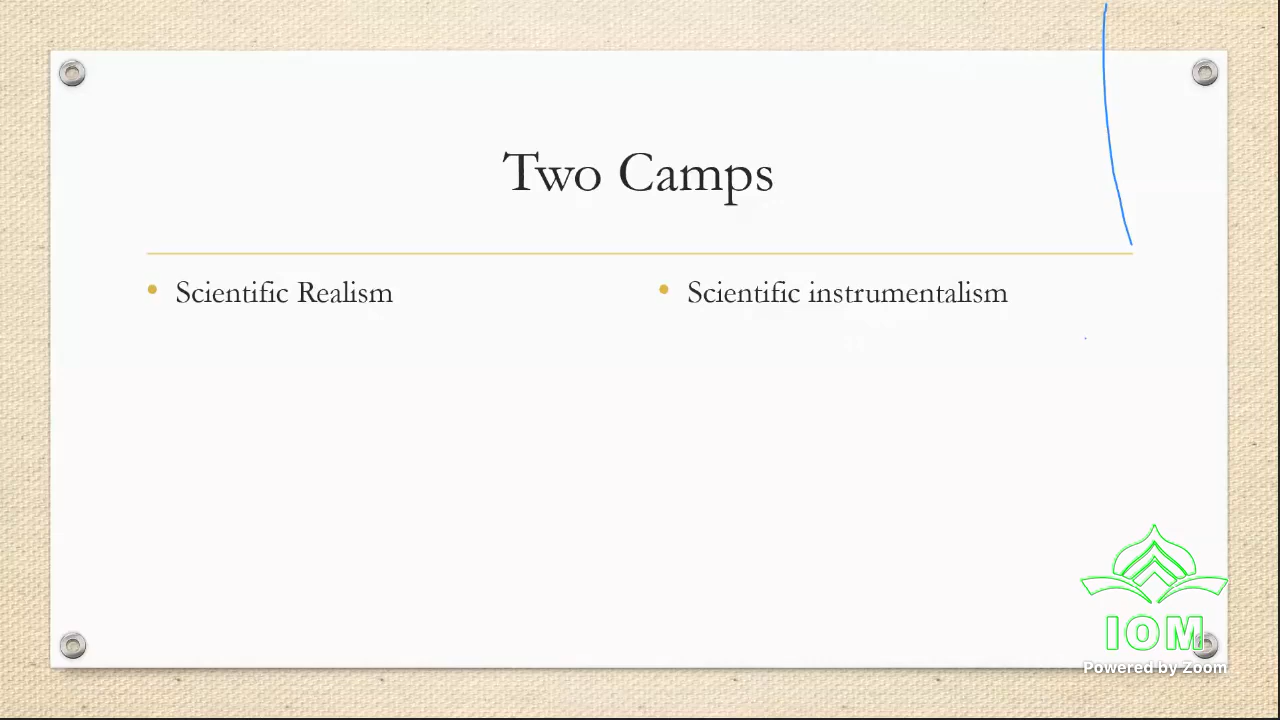 Two Camps
Scientific Realism
Scientific instrumentalism
IOM
Powered by Zoom